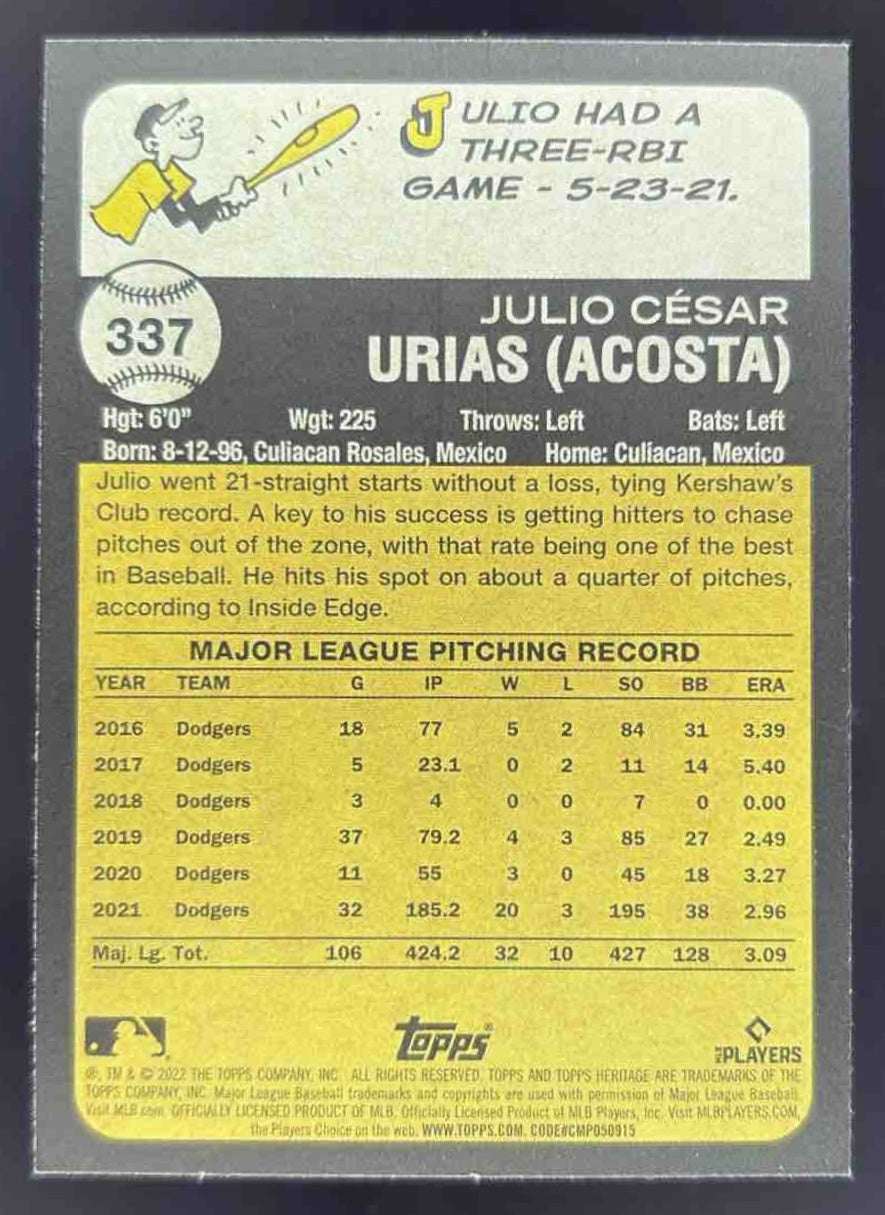 JULIO HAD A
THREE-RBI
GAME - 5-23-21.
337
JULIO CÉSAR
URIAS (ACOSTA)
Hgt: 6'0" Wgt: 225 Throws: Left Bats: Left
Born: 8-12-96, Culiacan Rosales, Mexico Home: Culiacan, Mexico
Julio went 21-straight starts without a loss, tying Kershaw's
Club record. A key to his success is getting hitters to chase
pitches out of the zone, with that rate being one of the best
in Baseball. He hits his spot on about a quarter of pitches,
according to Inside Edge.
MAJOR LEAGUE PITCHING RECORD
YEAR TEAM G IP W L SO BB ERA
2016 Dodgers 18 77 5 2 84 31 3.39
2017 Dodgers 5 23.1 0 2 11 14 5.40
2018 Dodgers 3 4 0 0 7 0 0.00
2019 Dodgers 37 79.2 4 3 85 27 2.49
2020 Dodgers 11 55 3 0 45 18 3.27
2021 Dodgers 32 185.2 20 3 195 38 2.96
Maj. Lg. Tot. 106 424.2 32 10 427 128 3.09
Topps®
MLB PLAYERS
®, TM & © 2022 THE TOPPS COMPANY, INC. ALL RIGHTS RESERVED. TOPPS AND TOPPS HERITAGE ARE TRADEMARKS OF THE
TOPPS COMPANY, INC. Major League Baseball trademarks and copyrights are used with permission of Major League Baseball.
Visit MLB.com. OFFICIALLY LICENSED PRODUCT OF MLB. Officially Licensed Product of MLB Players, Inc. Visit MLBPLAYERS.COM,
the Players Choice on the web. WWW.TOPPS.COM. CODE#CMP050915